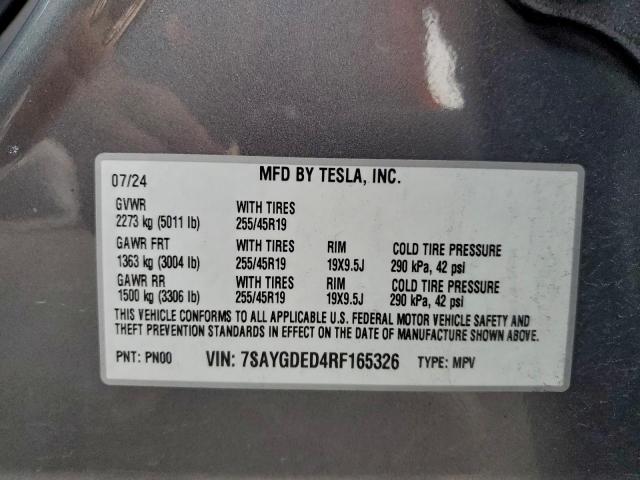 07/24 MFD BY TESLA, INC.
GVWR WITH TIRES
2273 kg (5011 lb) 255/45R19
GAWR FRT WITH TIRES RIM COLD TIRE PRESSURE
1363 kg (3004 lb) 255/45R19 19X9.5J 290 kPa, 42 psi
GAWR RR WITH TIRES RIM COLD TIRE PRESSURE
1500 kg (3306 lb) 255/45R19 19X9.5J 290 kPa, 42 psi
THIS VEHICLE CONFORMS TO ALL APPLICABLE U.S. FEDERAL MOTOR VEHICLE SAFETY AND
THEFT PREVENTION STANDARDS IN EFFECT ON THE DATE OF MANUFACTURE SHOWN ABOVE.
PNT: PN00 VIN: 7SAYGDED4RF165326 TYPE: MPV